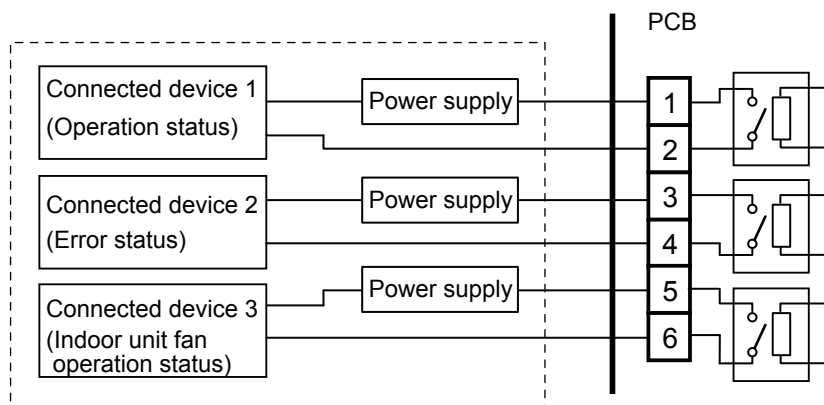 PCB
Connected device 1
(Operation status)
Power supply
1
2
Connected device 2
(Error status)
Power supply
3
4
Connected device 3
(Indoor unit fan
operation status)
Power supply
5
6